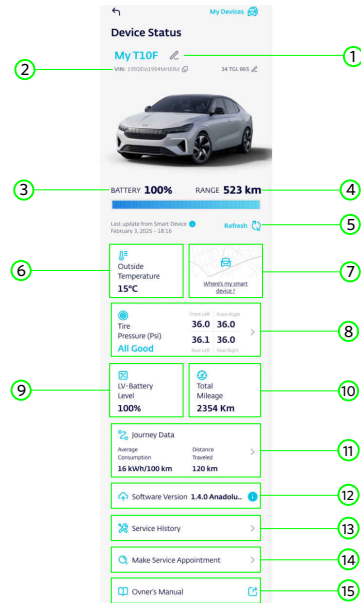 My Devices
Device Status
My T10F
1
2
VIN: 19920to1984MItERd
34 TGL 065
3
BATTERY 100%
RANGE 523 km
4
Last update from Smart Device
February 3, 2025 - 18:16
Refresh
5
6
Outside
Temperature
15°C
Where's my smart
device ?
7
Tire
Pressure (Psi)
All Good
Front Left
Front Right
36.0 36.0
36.1 36.0
Rear Left
Rear Right
8
9
LV-Battery
Level
100%
Total
Mileage
2354 Km
10
Journey Data
Average
Consumption
16 kWh/100 km
Distance
Traveled
120 km
11
Software Version 1.4.0 Anadolu..
12
Service History
13
Make Service Appointment
14
Owner's Manual
15